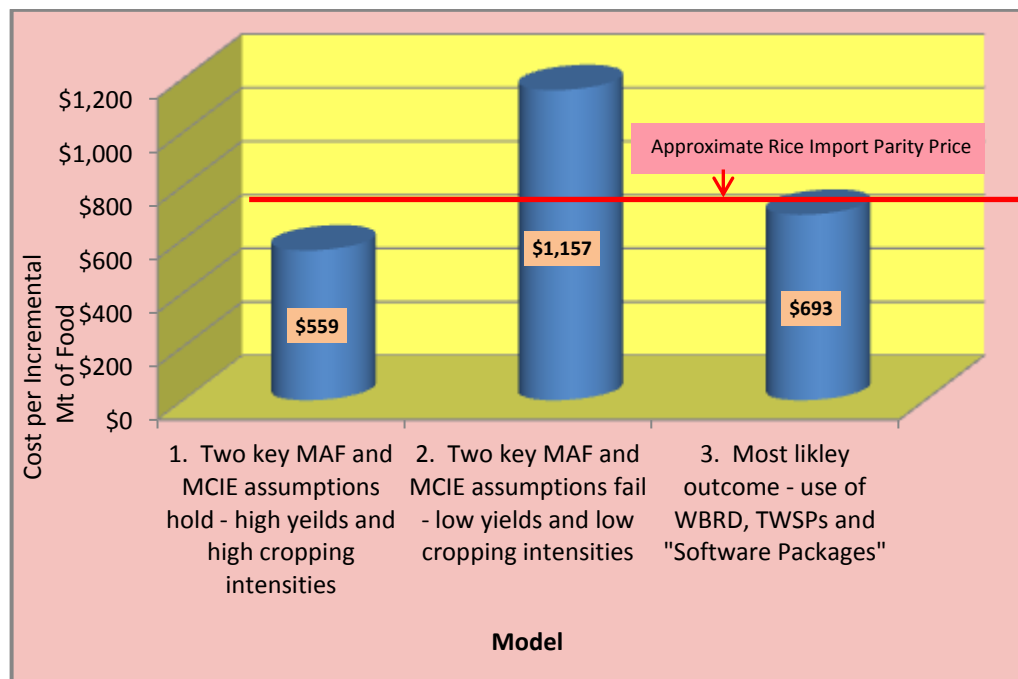 Cost per Incremental
Mt of Food
$1,200
$1,000
$800
$600
$400
$200
$0
Approximate Rice Import Parity Price
$559
$1,157
$693
1. Two key MAF and
MCIE assumptions
hold - high yeilds and
high cropping
intensities
2. Two key MAF and
MCIE assumptions fail
- low yields and low
cropping intensities
3. Most likley
outcome - use of
WBRD, TWSPs and
"Software Packages"
Model